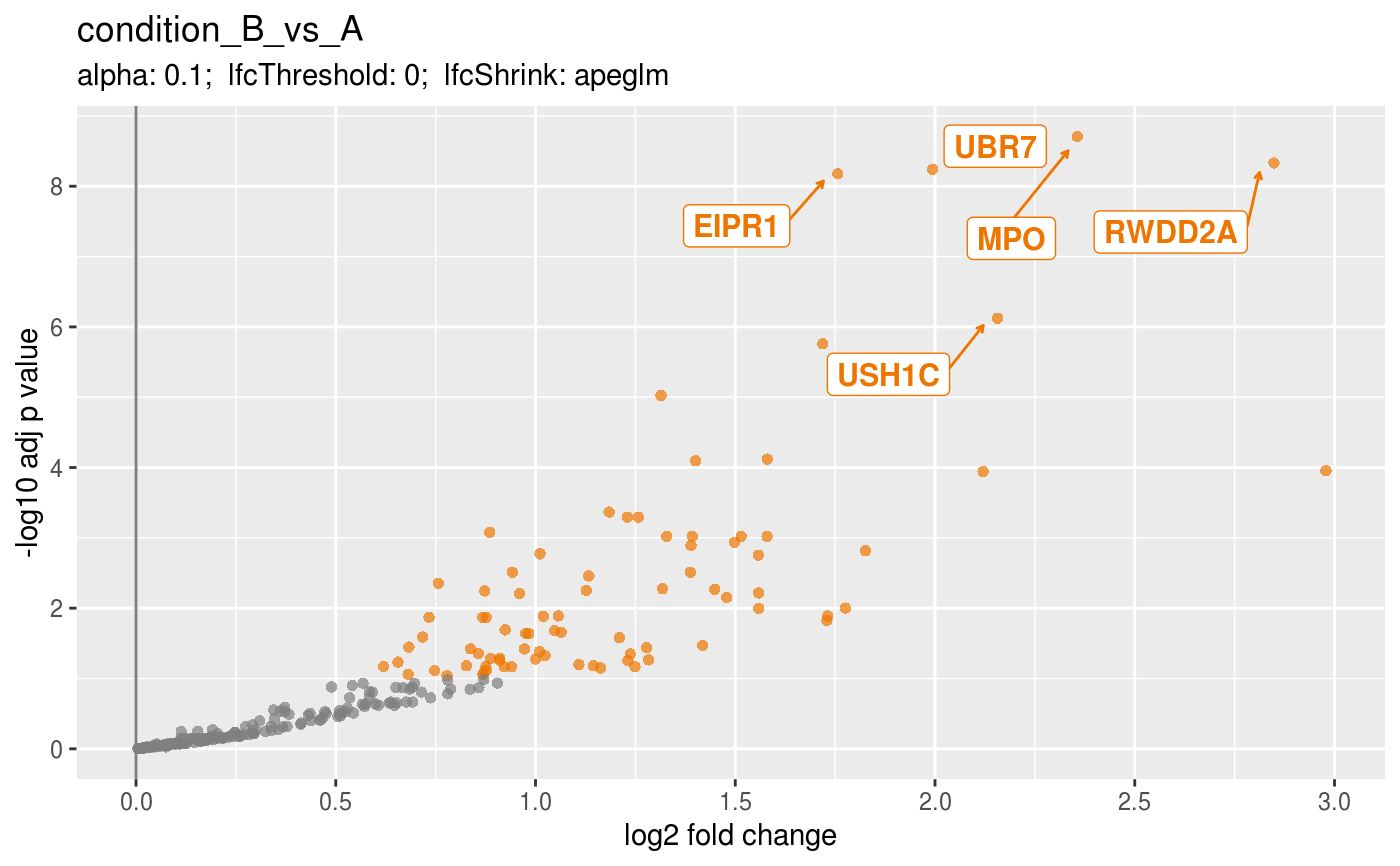 condition_B_vs_A
alpha: 0.1;  lfcThreshold: 0;  lfcShrink: apeglm
-log10 adj p value
8
6
4
2
0
UBR7
EIPR1
MPO
RWDD2A
USH1C
0.0 0.5 1.0 1.5 2.0 2.5 3.0
log2 fold change